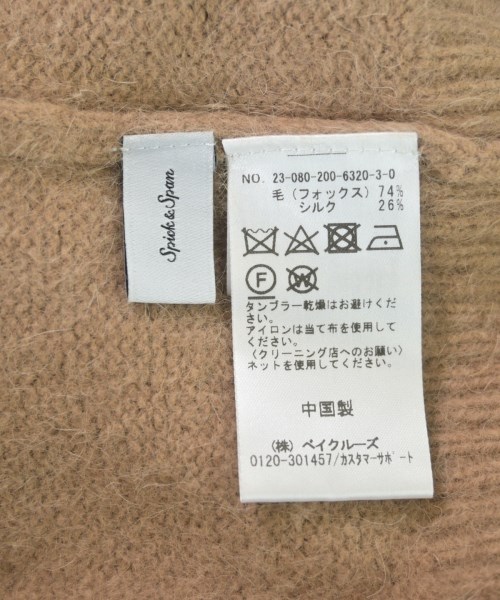 Spick & Span
NO. 23-080-200-6320-3-0
毛(フォックス) 74%
シルク 26%
F
W
タンブラー乾燥はお避けくだ
さい。
アイロンは当て布を使用して
ください。
(クリーニング店へのお願い)
ネットを使用してください。
中国製
(株) ベイクルーズ
0120-301457/カスタマーサポート